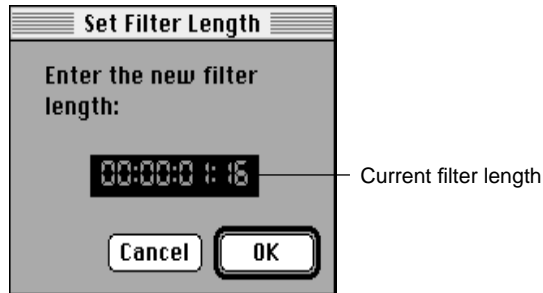 Set Filter Length
Enter the new filter
length:
00:00:01:16
Current filter length
Cancel
OK